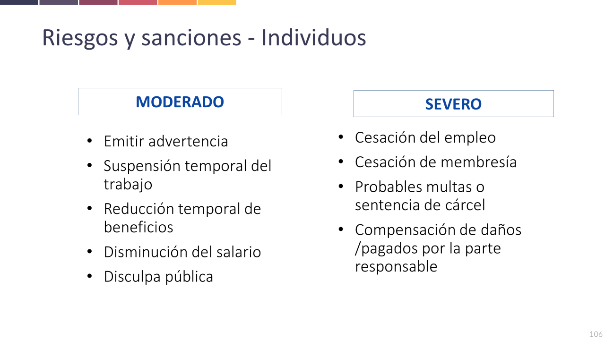 Riesgos y sanciones - Individuos
MODERADO
• Emitir advertencia
• Suspensión temporal del
trabajo
• Reducción temporal de
beneficios
• Disminución del salario
• Disculpa pública
SEVERO
• Cesación del empleo
• Cesación de membresía
• Probables multas o
sentencia de cárcel
• Compensación de daños
/pagados por la parte
responsable
106